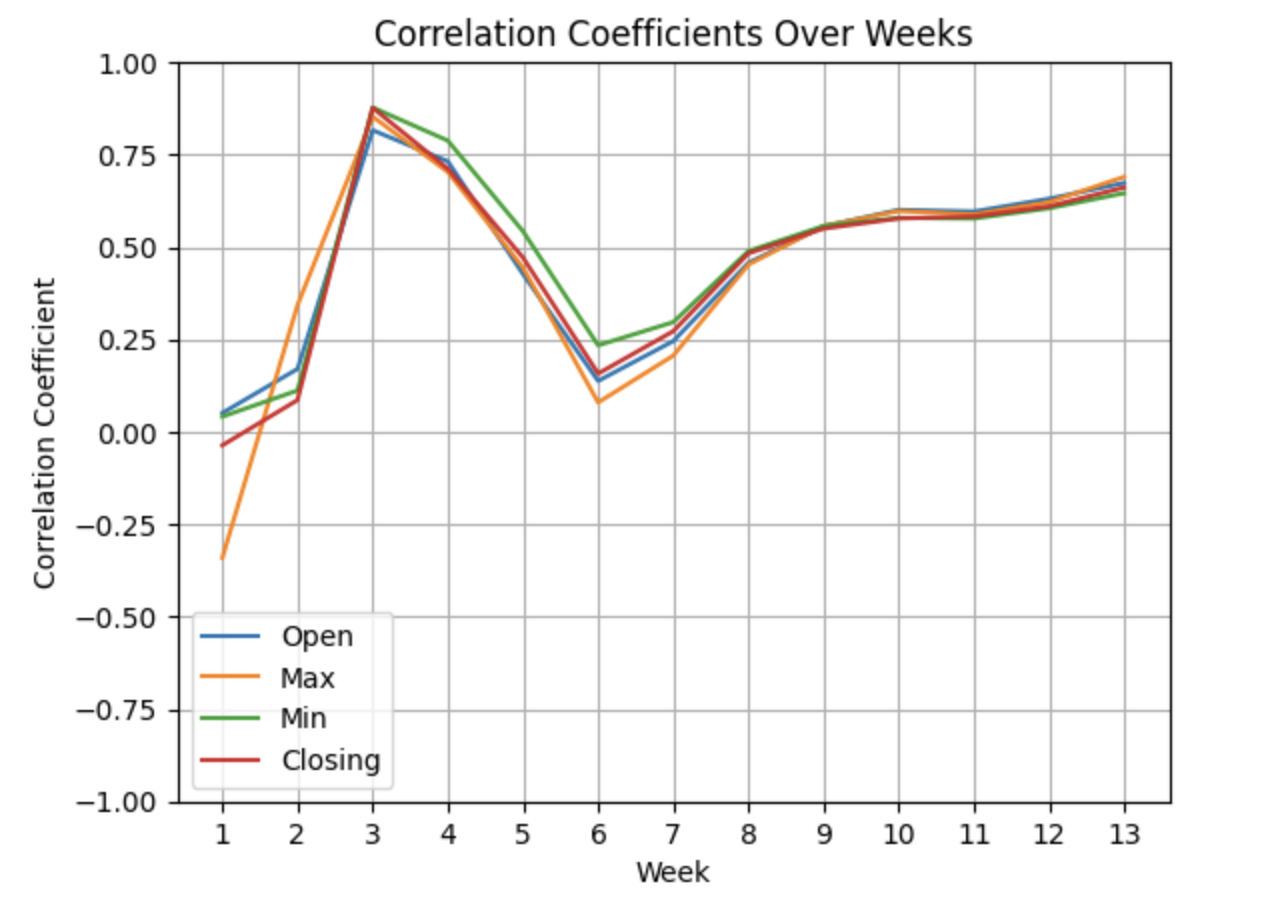 Correlation Coefficients Over Weeks
1.00
0.75
0.50
0.25
0.00
−0.25
−0.50
−0.75
−1.00
Correlation Coefficient
Open
Max
Min
Closing
1 2 3 4 5 6 7 8 9 10 11 12 13
Week